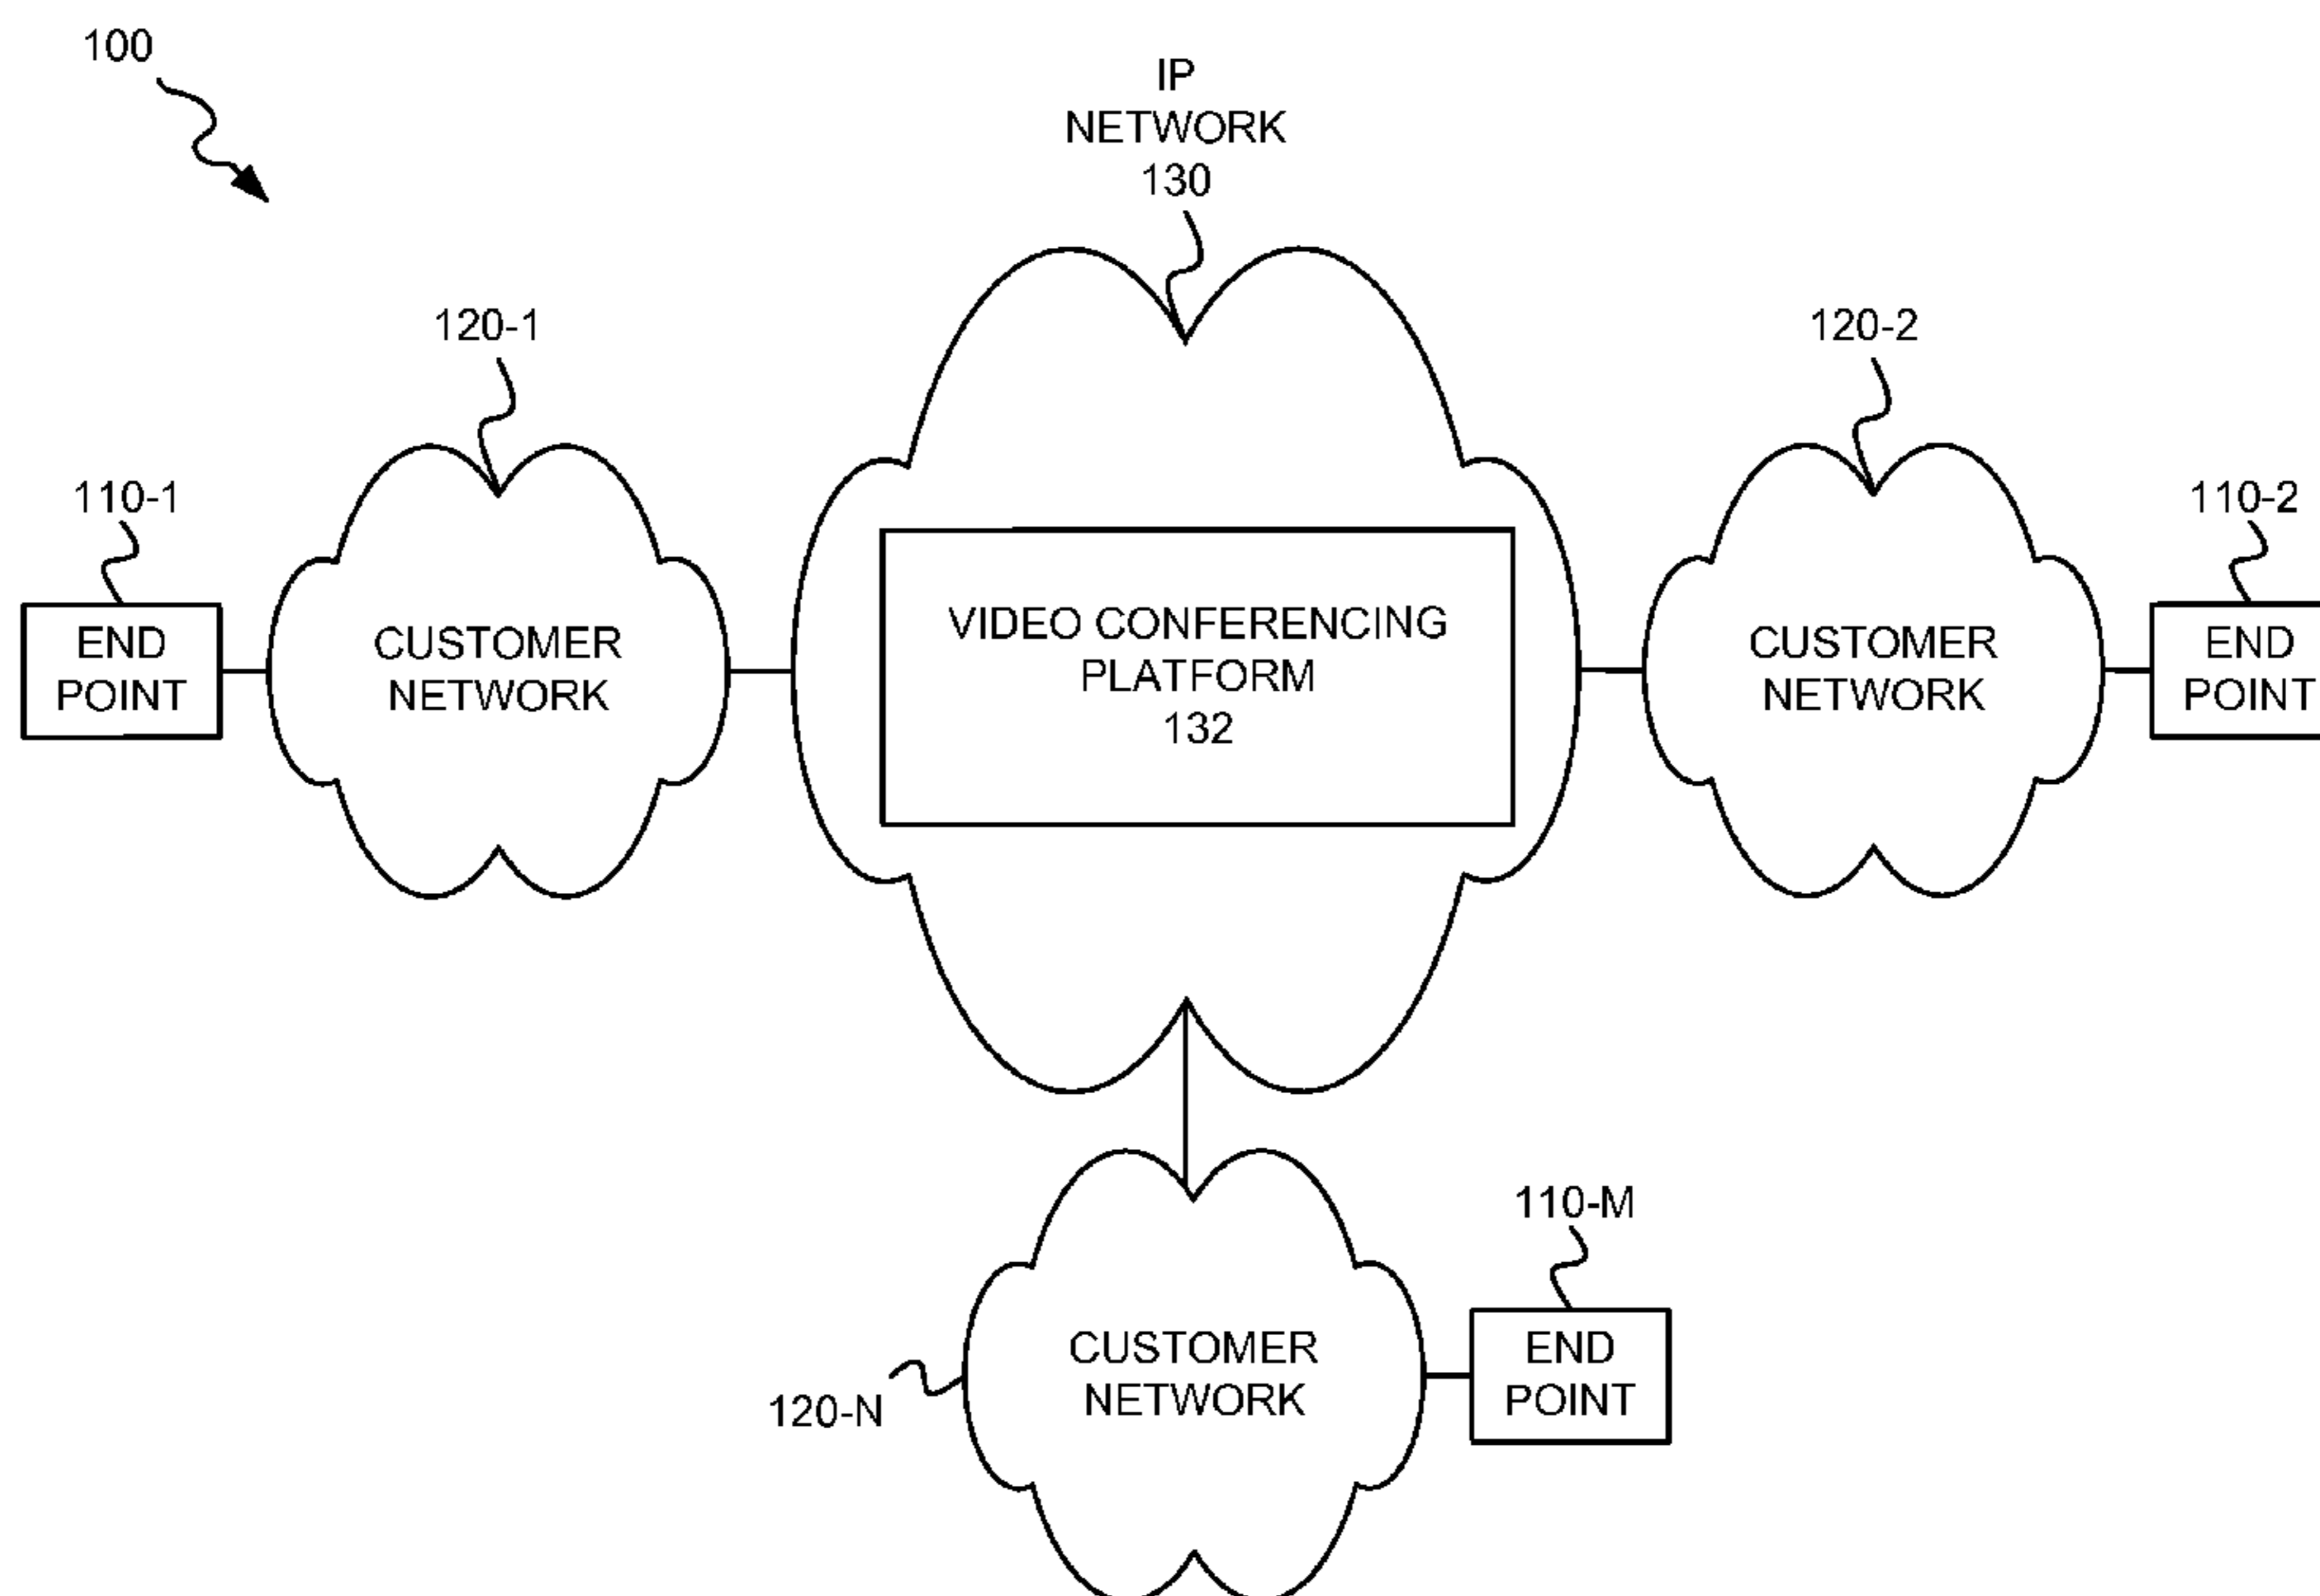 100
IP
NETWORK
130
120-1
120-2
110-1
110-2
END
POINT
CUSTOMER
NETWORK
VIDEO CONFERENCING
PLATFORM
132
CUSTOMER
NETWORK
END
POINT
110-M
120-N
CUSTOMER
NETWORK
END
POINT